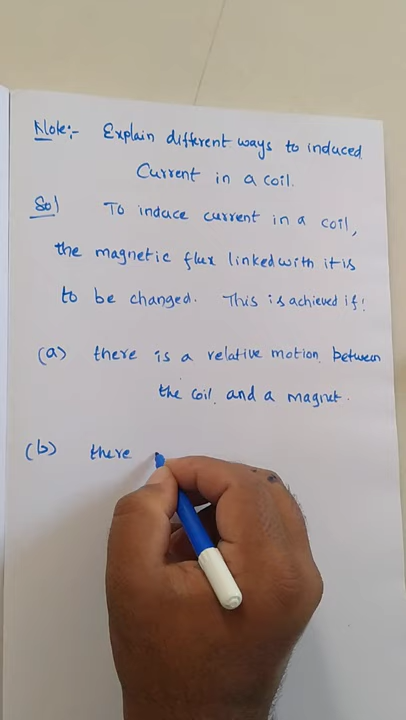 Note:- Explain different ways to induced
Current in a coil.
Sol To induce current in a coil,
the magnetic flux linked with it is
to be changed. This is achieved if:
(a) there is a relative motion between
the coil and a magnet.
(b) there